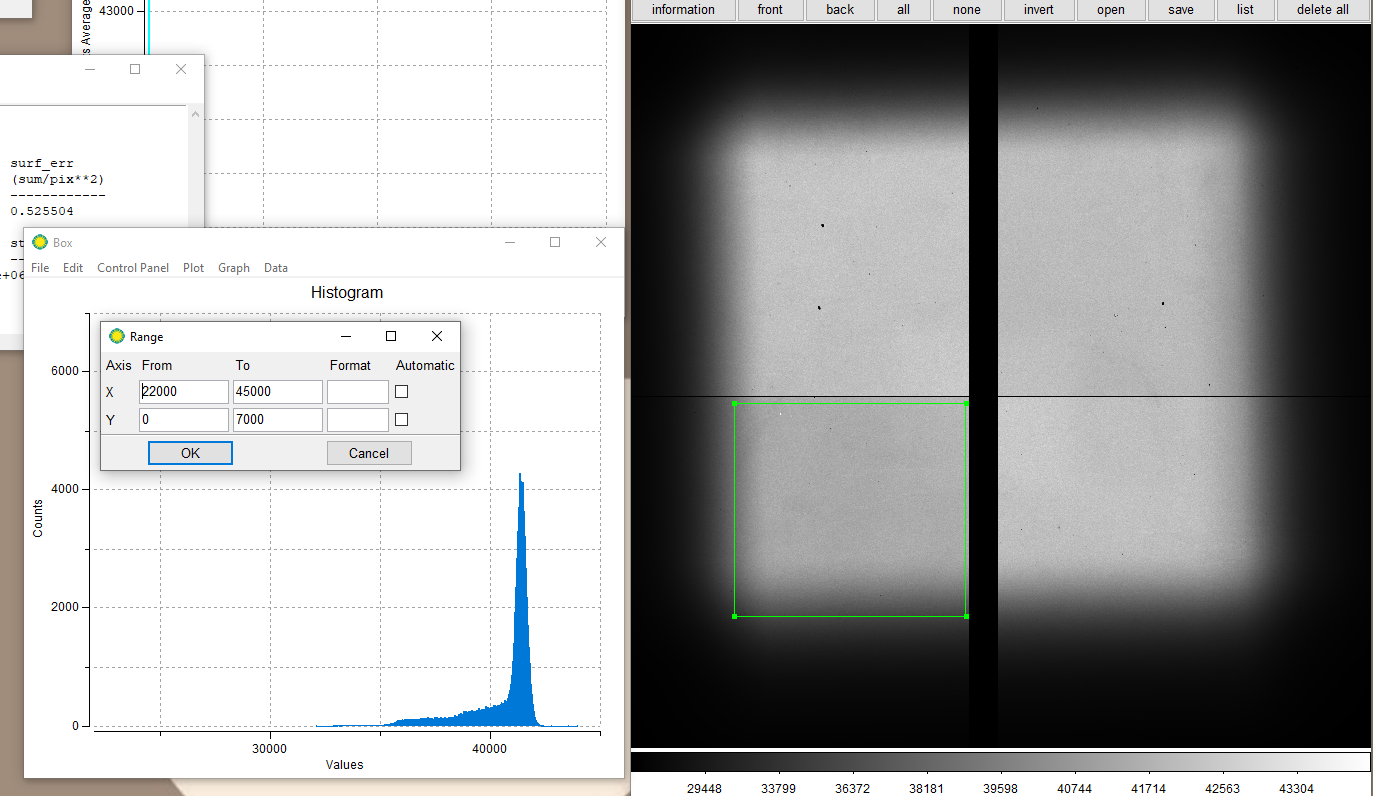 information front back all none invert open save list delete all
43000
s Average
surf_err
(sum/pix**2)
------------
0.525504
st
--
e+06
Box
File Edit Control Panel Plot Graph Data
Histogram
Range
Axis From To Format Automatic
X 22000 45000
Y 0 7000
OK Cancel
6000
4000
2000
0
Counts
30000 40000
Values
29448 33799 36372 38181 39598 40744 41714 42563 43304